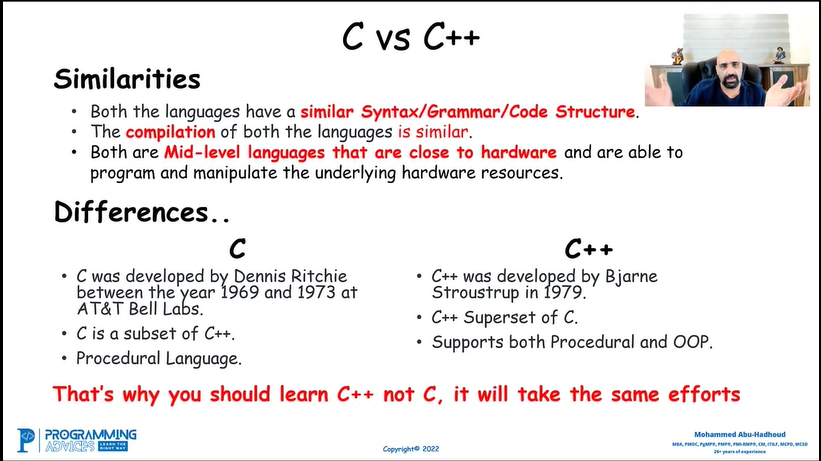 C vs C++
Similarities
• Both the languages have a similar Syntax/Grammar/Code Structure.
• The compilation of both the languages is similar.
• Both are Mid-level languages that are close to hardware and are able to
program and manipulate the underlying hardware resources.
Differences..
C
• C was developed by Dennis Ritchie
between the year 1969 and 1973 at
AT&T Bell Labs.
• C is a subset of C++.
• Procedural Language.
C++
• C++ was developed by Bjarne
Stroustrup in 1979.
• C++ Superset of C.
• Supports both Procedural and OOP.
That's why you should learn C++ not C, it will take the same efforts
PROGRAMMING
ADVICES LEARN THE RIGHT WAY
Copyright© 2022
Mohammed Abu-Hadhoud
MBA, PMOC, PgMP®, PMP®, PMI-RMP®, CM, ITILF, MCPD, MCSD
26+ years of experience